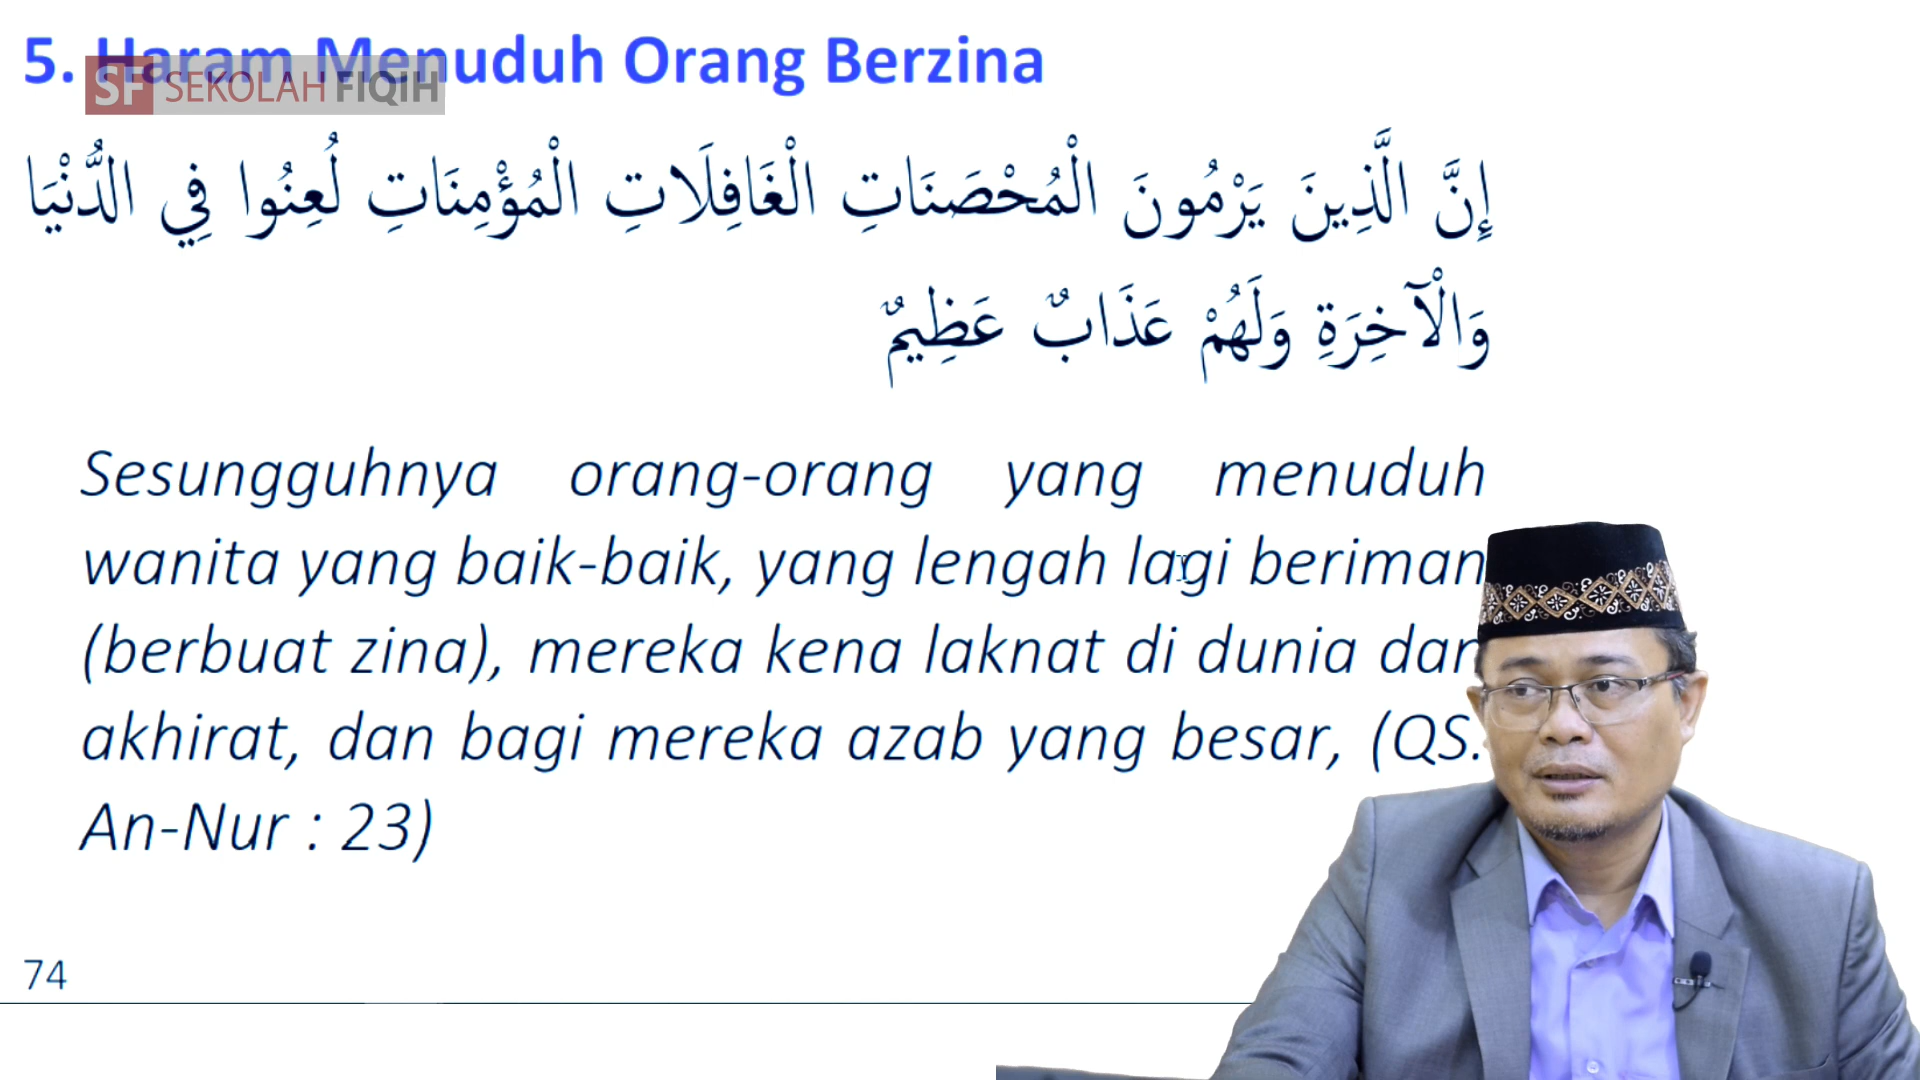 5. Haram Menuduh Orang Berzina
SF SEKOLAH FIQIH
إِنَّ الَّذِينَ يَرْمُونَ الْمُحْصَنَاتِ الْغَافِلَاتِ الْمُؤْمِنَاتِ لُعِنُوا فِي الدُّنْيَا
وَالْآخِرَةِ وَلَهُمْ عَذَابٌ عَظِيمٌ
Sesungguhnya orang-orang yang menuduh
wanita yang baik-baik, yang lengah lagi beriman
(berbuat zina), mereka kena laknat di dunia dan
akhirat, dan bagi mereka azab yang besar, (QS.
An-Nur : 23)
74